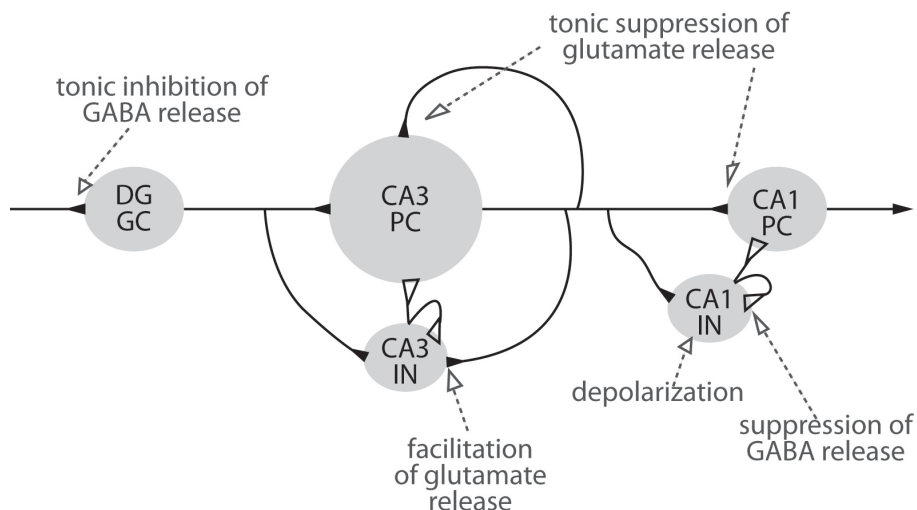 tonic suppression of
glutamate release
tonic inhibition of
GABA release
DG
GC
CA3
PC
CA1
PC
CA1
IN
CA3
IN
depolarization
suppression of
GABA release
facilitation
of glutamate
release